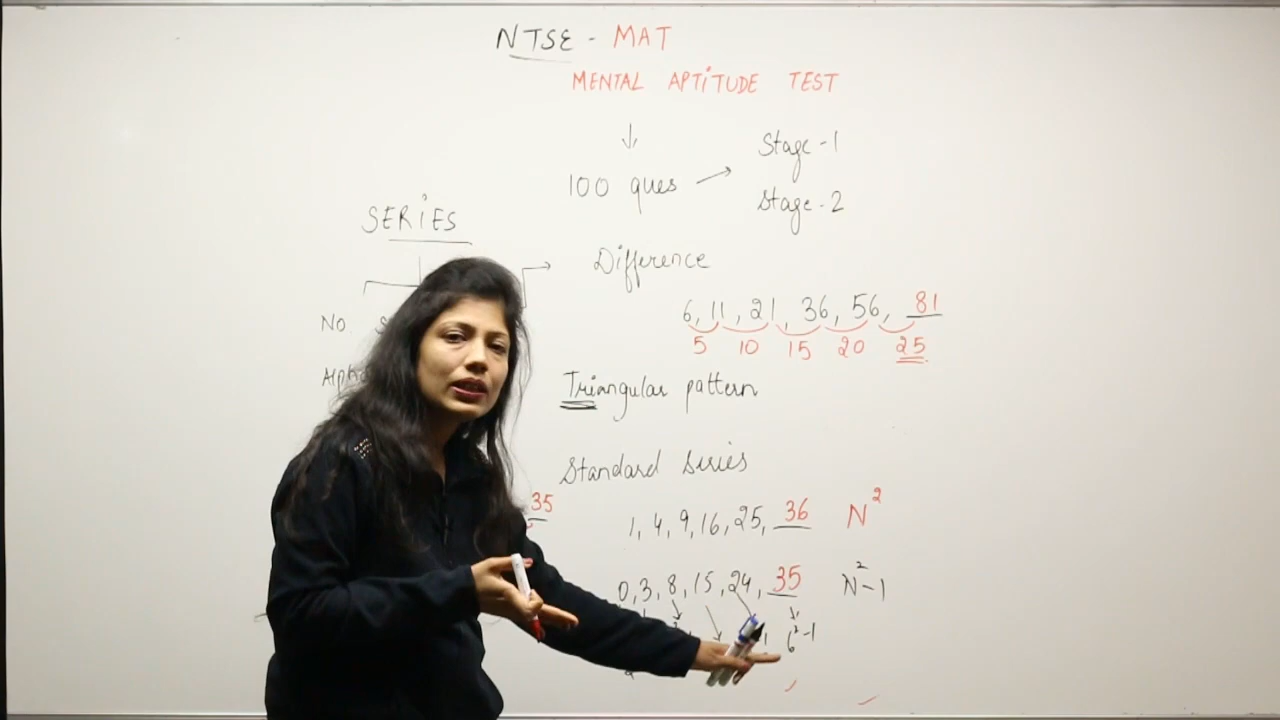 NTSE - MAT
MENTAL APTITUDE TEST
↓
100 ques → Stage-1
Stage-2
SERIES
→ Difference
6, 11, 21, 36, 56, 81
5 10 15 20 25
No.
Triangular pattern
Standard Series
35
1, 4, 9, 16, 25, 36 N²
0, 3, 8, 15, 24, 35 N²-1
6²-1